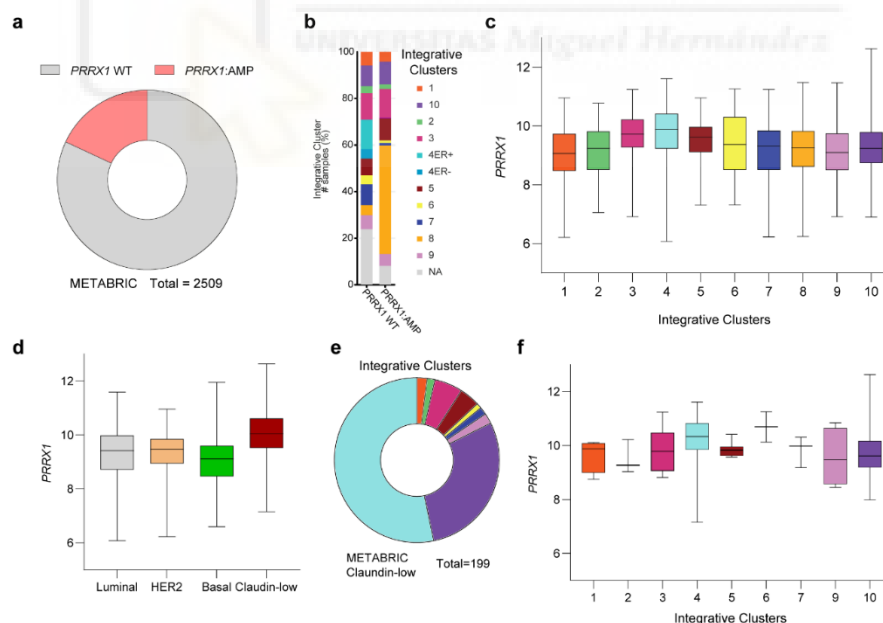 UNIVERSITAS Miguel Hernández
a
PRRX1 WT
PRRX1:AMP
METABRIC Total = 2509
b
100
80
60
40
20
0
Integrative Cluster
# samples (%)
PRRX1 WT
PRRX1:AMP
Integrative
Clusters
1
10
2
3
4ER+
4ER-
5
6
7
8
9
NA
c
PRRX1
12
10
8
6
1 2 3 4 5 6 7 8 9 10
Integrative Clusters
d
PRRX1
12
10
8
6
Luminal HER2 Basal Claudin-low
e
Integrative Clusters
METABRIC
Claundin-low
Total=199
f
PRRX1
12
10
8
6
1 2 3 4 5 6 7 9 10
Integrative Clusters